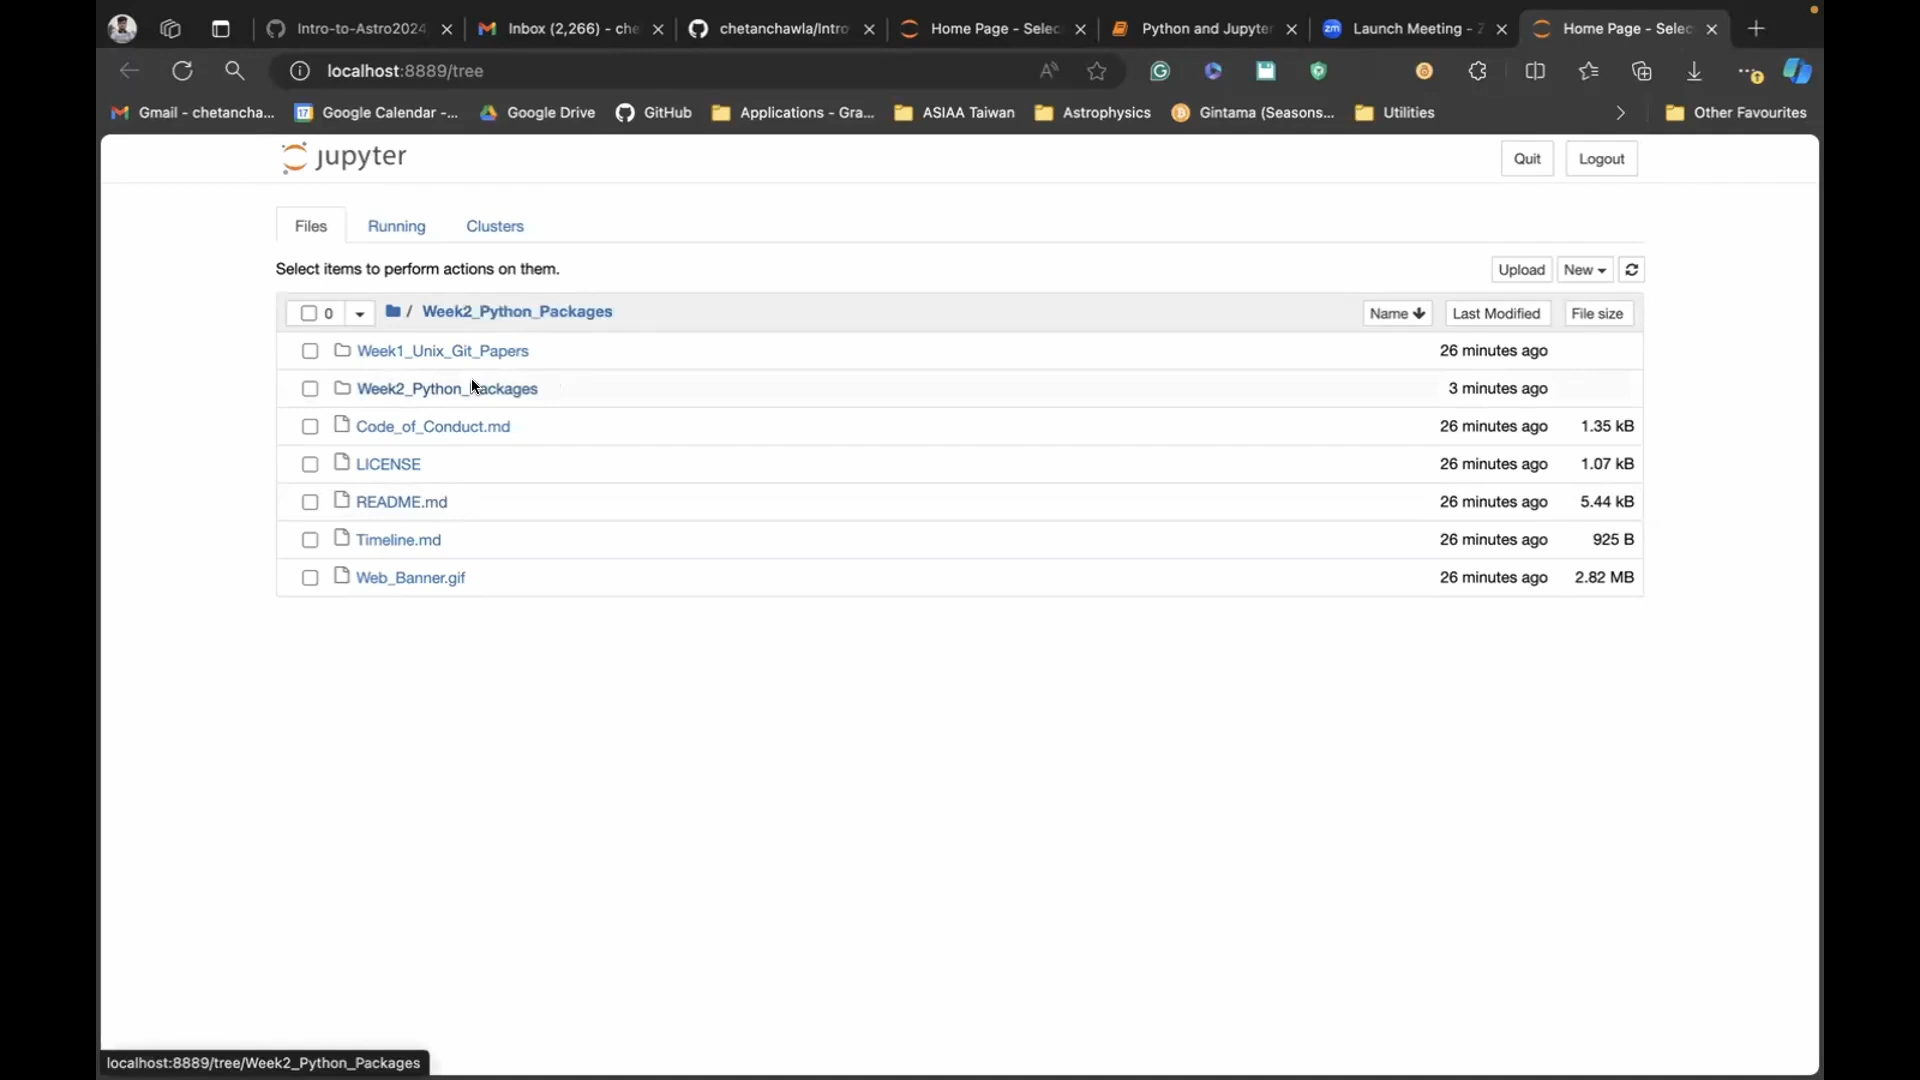 Intro-to-Astro2024
Inbox (2,266) - che
chetanchawla/Intro
Home Page - Selec
Python and Jupyter
zm Launch Meeting - Z
Home Page - Selec
localhost:8889/tree
Gmail - chetancha...
Google Calendar -...
Google Drive
GitHub
Applications - Gra...
ASIAA Taiwan
Astrophysics
Gintama (Seasons...
Utilities
Other Favourites
jupyter
Quit
Logout
Files
Running
Clusters
Select items to perform actions on them.
Upload
New
0
/ Week2_Python_Packages
Name
Last Modified
File size
Week1_Unix_Git_Papers 26 minutes ago
Week2_Python_Packages 3 minutes ago
Code_of_Conduct.md 26 minutes ago 1.35 kB
LICENSE 26 minutes ago 1.07 kB
README.md 26 minutes ago 5.44 kB
Timeline.md 26 minutes ago 925 B
Web_Banner.gif 26 minutes ago 2.82 MB
localhost:8889/tree/Week2_Python_Packages